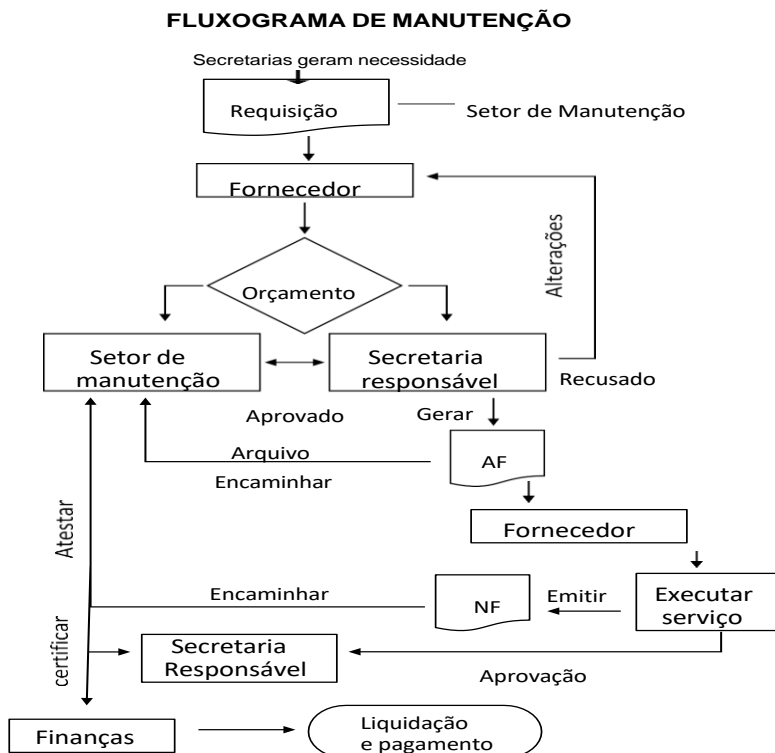 FLUXOGRAMA DE MANUTENÇÃO
Secretarias geram necessidade
Requisição
Setor de Manutenção
Fornecedor
Alterações
Orçamento
Setor de
manutenção
Secretaria
responsável
Recusado
Aprovado
Gerar
Arquivo
AF
Encaminhar
Fornecedor
Atestar
Encaminhar
NF
Emitir
Executar
serviço
certificar
Secretaria
Responsável
Aprovação
Finanças
Liquidação
e pagamento